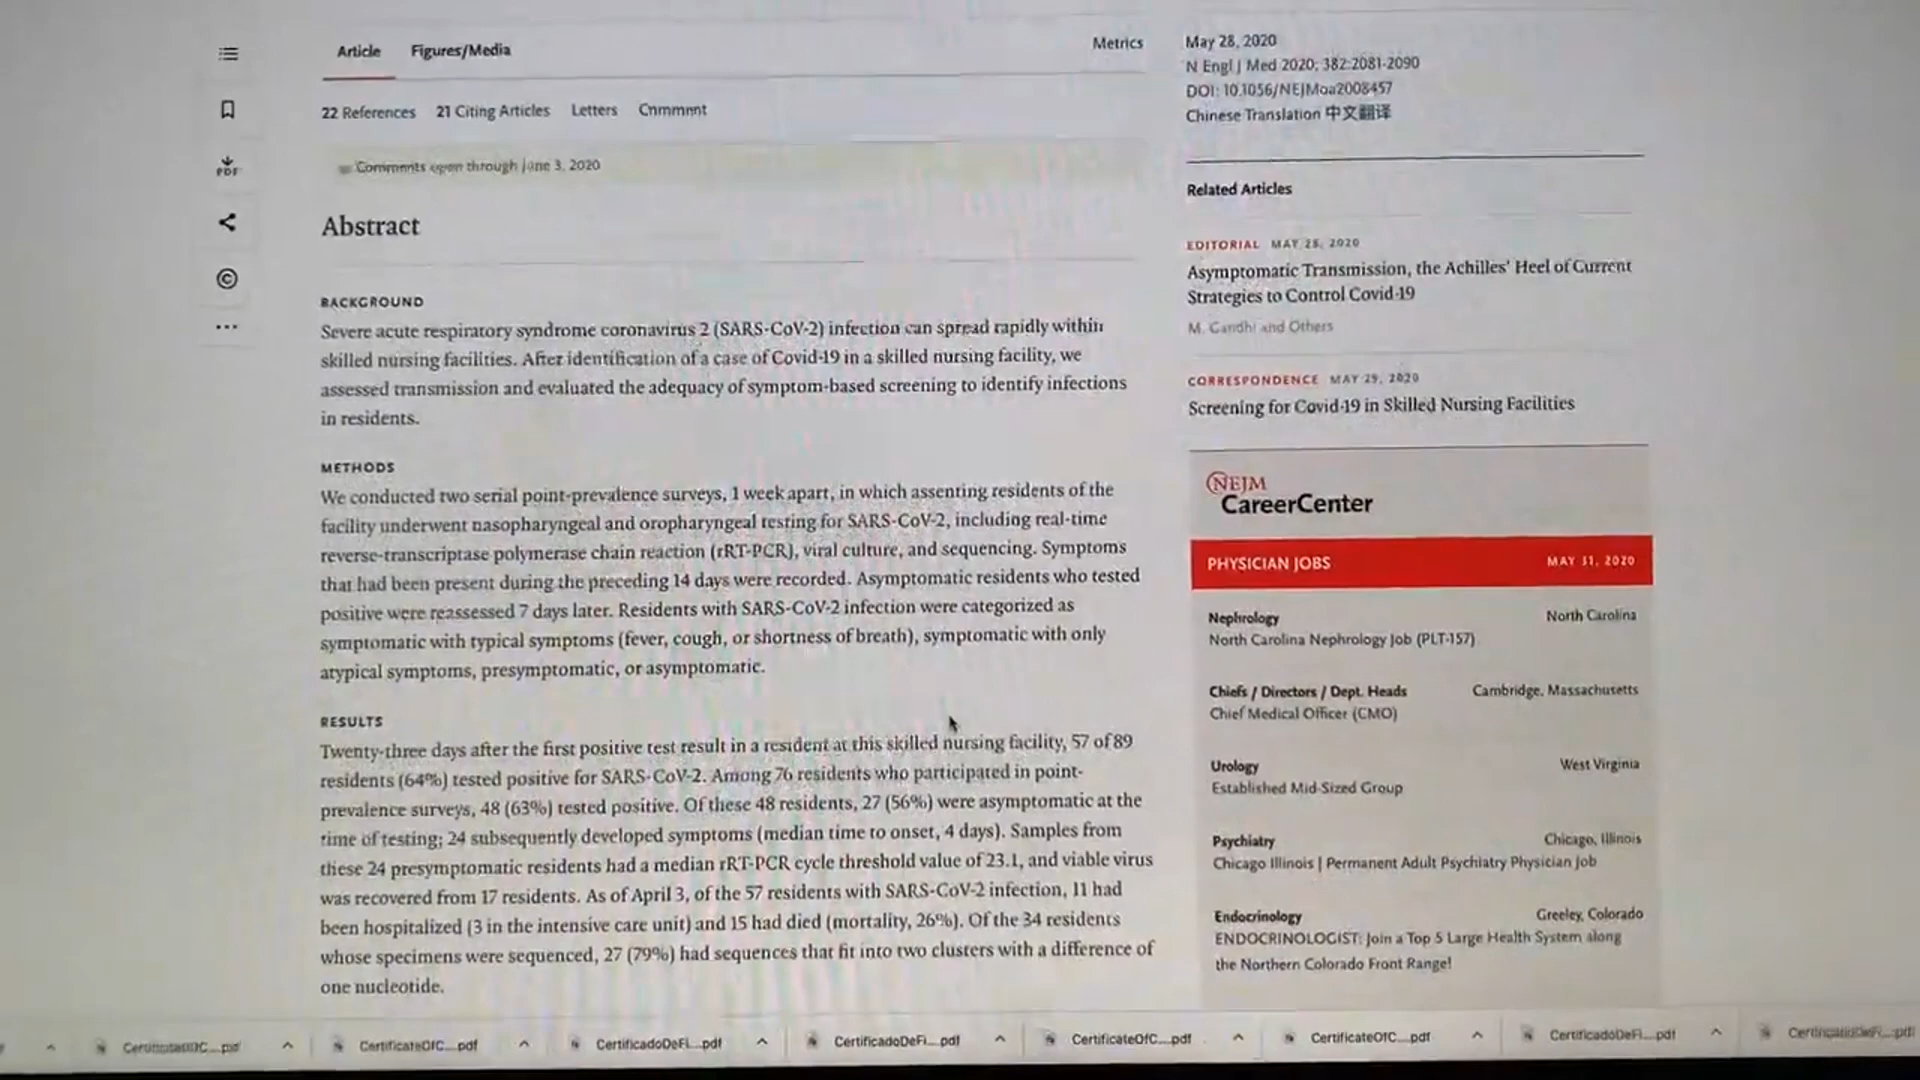 Article Figures/Media Metrics
22 References 21 Citing Articles Letters Comment
Comments open through June 3, 2020
Abstract
BACKGROUND
Severe acute respiratory syndrome coronavirus 2 (SARS-CoV-2) infection can spread rapidly within
skilled nursing facilities. After identification of a case of Covid-19 in a skilled nursing facility, we
assessed transmission and evaluated the adequacy of symptom-based screening to identify infections
in residents.
METHODS
We conducted two serial point-prevalence surveys, 1 week apart, in which assenting residents of the
facility underwent nasopharyngeal and oropharyngeal testing for SARS-CoV-2, including real-time
reverse-transcriptase polymerase chain reaction (rRT-PCR), viral culture, and sequencing. Symptoms
that had been present during the preceding 14 days were recorded. Asymptomatic residents who tested
positive were reassessed 7 days later. Residents with SARS-CoV-2 infection were categorized as
symptomatic with typical symptoms (fever, cough, or shortness of breath), symptomatic with only
atypical symptoms, presymptomatic, or asymptomatic.
RESULTS
Twenty-three days after the first positive test result in a resident at this skilled nursing facility, 57 of 89
residents (64%) tested positive for SARS-CoV-2. Among 76 residents who participated in point-
prevalence surveys, 48 (63%) tested positive. Of these 48 residents, 27 (56%) were asymptomatic at the
time of testing; 24 subsequently developed symptoms (median time to onset, 4 days). Samples from
these 24 presymptomatic residents had a median rRT-PCR cycle threshold value of 23.1, and viable virus
was recovered from 17 residents. As of April 3, of the 57 residents with SARS-CoV-2 infection, 11 had
been hospitalized (3 in the intensive care unit) and 15 had died (mortality, 26%). Of the 34 residents
whose specimens were sequenced, 27 (79%) had sequences that fit into two clusters with a difference of
one nucleotide.
May 28, 2020
N Engl J Med 2020; 382:2081-2090
DOI: 10.1056/NEJMoa2008457
Chinese Translation 中文翻译
Related Articles
EDITORIAL MAY 28, 2020
Asymptomatic Transmission, the Achilles' Heel of Current
Strategies to Control Covid-19
M. Gandhi and Others
CORRESPONDENCE MAY 29, 2020
Screening for Covid-19 in Skilled Nursing Facilities
NEJM
CareerCenter
PHYSICIAN JOBS MAY 31, 2020
Nephrology North Carolina
North Carolina Nephrology Job (PLT-157)
Chiefs / Directors / Dept. Heads Cambridge, Massachusetts
Chief Medical Officer (CMO)
Urology West Virginia
Established Mid-Sized Group
Psychiatry Chicago, Illinois
Chicago Illinois | Permanent Adult Psychiatry Physician Job
Endocrinology Greeley, Colorado
ENDOCRINOLOGIST: Join a Top 5 Large Health System along
the Northern Colorado Front Range!
PDF
CertificateOfC....pdf CertificateOfC....pdf CertificadoDeFi....pdf CertificadoDeFi....pdf CertificateOfC....pdf CertificateOfC....pdf CertificadoDeFi....pdf CertificadoDeFi....pdf